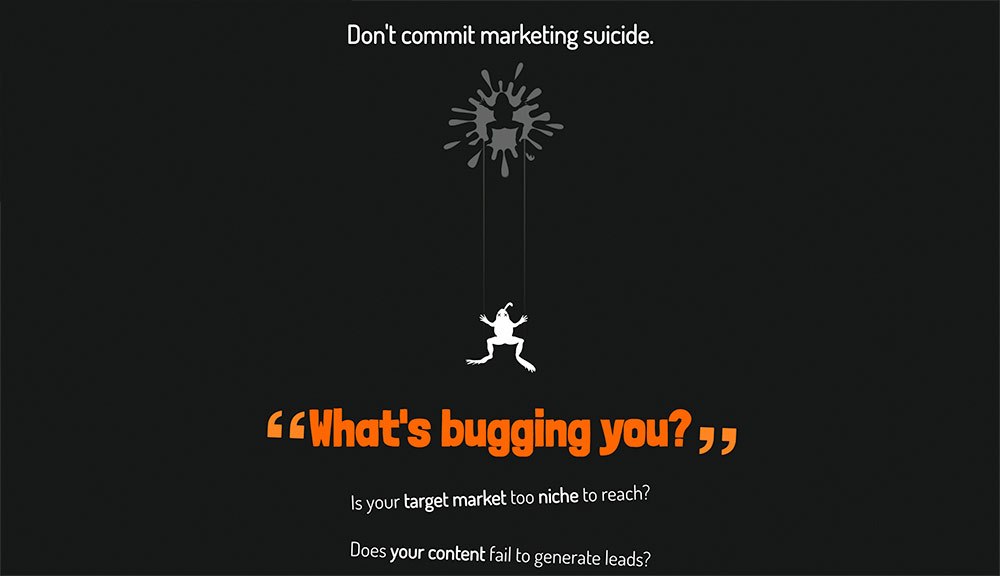 Don't commit marketing suicide.
“What's bugging you?”
Is your target market too niche to reach?
Does your content fail to generate leads?